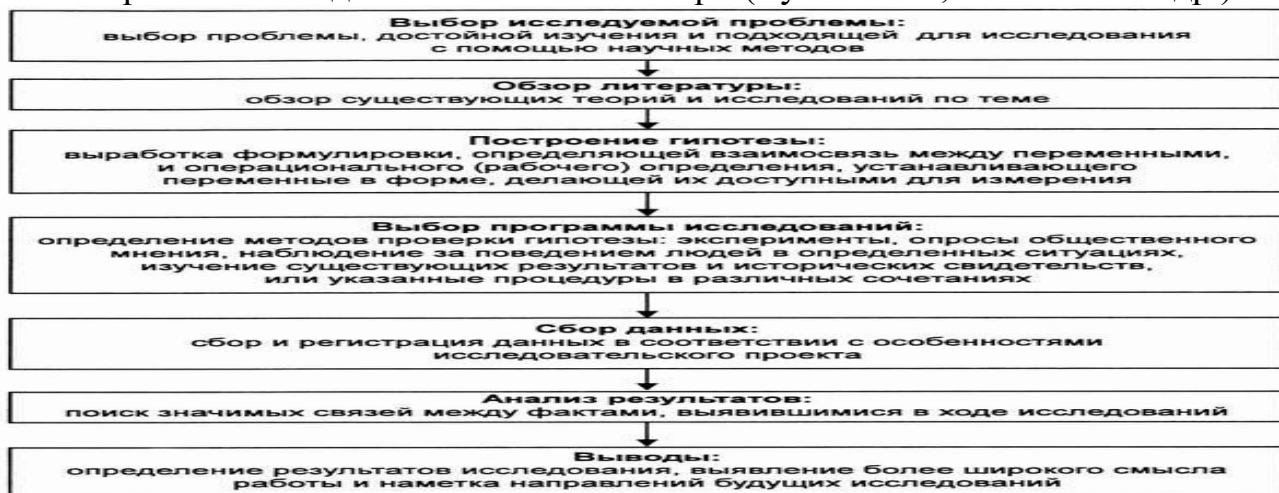 Выбор исследуемой проблемы:
выбор проблемы, достойной изучения и подходящей для исследования
с помощью научных методов
Обзор литературы:
обзор существующих теорий и исследований по теме
Построение гипотезы:
выработка формулировки, определяющей взаимосвязь между переменными,
и операционального (рабочего) определения, устанавливающего
переменные в форме, делающей их доступными для измерения
Выбор программы исследований:
определение методов проверки гипотезы: эксперименты, опросы общественного
мнения, наблюдение за поведением людей в определенных ситуациях,
изучение существующих результатов и исторических свидетельств,
или указанные процедуры в различных сочетаниях
Сбор данных:
сбор и регистрация данных в соответствии с особенностями
исследовательского проекта
Анализ результатов:
поиск значимых связей между фактами, выявившимися в ходе исследований
Выводы:
определение результатов исследования, выявление более широкого смысла
работы и наметка направлений будущих исследований